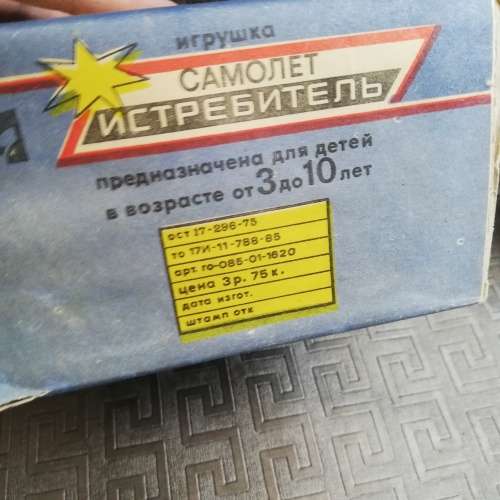 игрушка
САМОЛЕТ
ИСТРЕБИТЕЛЬ
предназначена для детей
в возрасте от 3 до 10 лет
ост 17-296-75
то 17И-11-788-85
арт. го-085-01-1620
цена 3р. 75 к.
дата изгот.
штамп отк